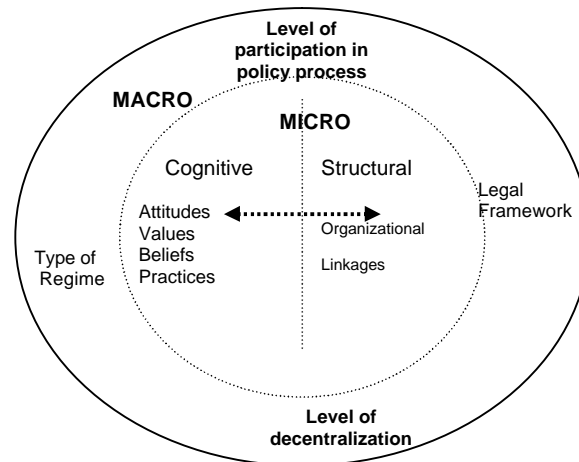 Level of
participation in
policy process
MACRO
MICRO
Cognitive
Structural
Attitudes
Values
Beliefs
Practices
Organizational
Linkages
Legal
Framework
Type of
Regime
Level of
decentralization